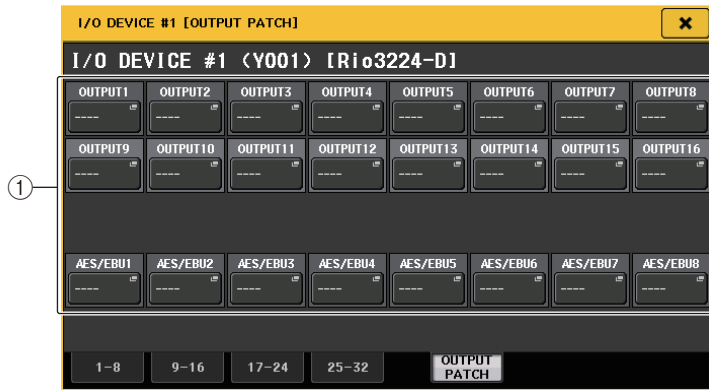 I/O DEVICE #1 [OUTPUT PATCH]
I/O DEVICE #1 (Y001) [Rio3224-D]
OUTPUT1 OUTPUT2 OUTPUT3 OUTPUT4 OUTPUT5 OUTPUT6 OUTPUT7 OUTPUT8
---- ---- ---- ---- ---- ---- ---- ----
OUTPUT9 OUTPUT10 OUTPUT11 OUTPUT12 OUTPUT13 OUTPUT14 OUTPUT15 OUTPUT16
---- ---- ---- ---- ---- ---- ---- ----
①
AES/EBU1 AES/EBU2 AES/EBU3 AES/EBU4 AES/EBU5 AES/EBU6 AES/EBU7 AES/EBU8
---- ---- ---- ---- ---- ---- ---- ----
1-8 9-16 17-24 25-32 OUTPUT
PATCH